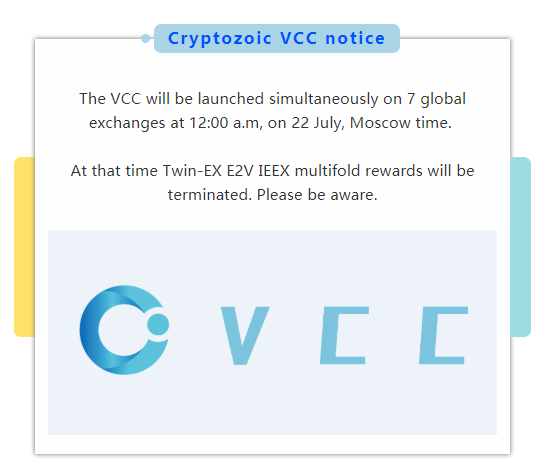 Cryptozoic VCC notice
The VCC will be launched simultaneously on 7 global
exchanges at 12:00 a.m, on 22 July, Moscow time.
At that time Twin-EX E2V IEEX multifold rewards will be
terminated. Please be aware.
VCC